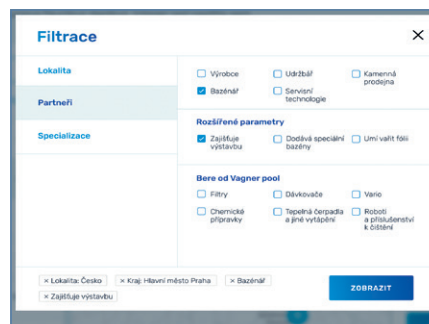 Filtrace
Lokalita
Partneři
Specializace
Výrobce
Udržbář
Kamenná
prodejna
Bazénář
Servisní
technologie
Rozšířené parametry
Zajišťuje
výstavbu
Dodává speciální
bazény
Umí vařit fólii
Bere od Vagner pool
Filtry
Dávkovače
Vario
Chemické
přípravky
Tepelná čerpadla
a jiné vytápění
Roboti
a příslušenství
k čištění
× Lokalita: Česko × Kraj: Hlavní město Praha × Bazénář
× Zajišťuje výstavbu
ZOBRAZIT